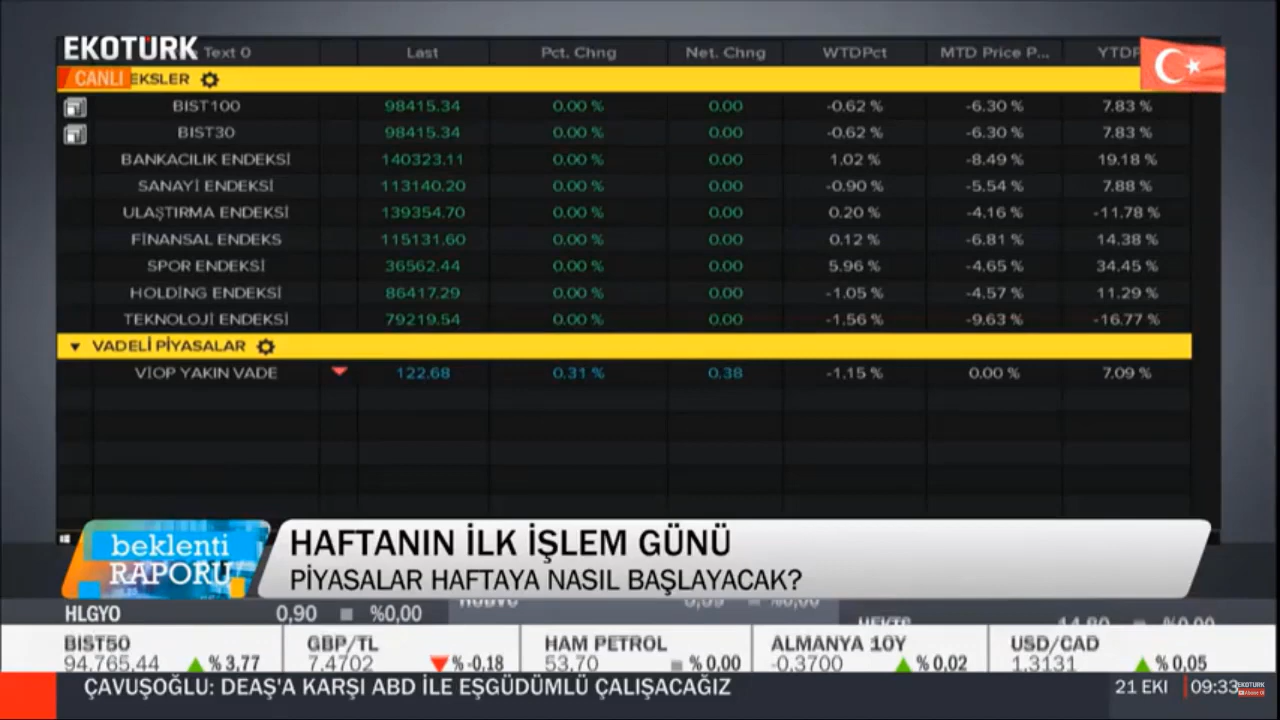 EKOTÜRK Text 0 Last Pct. Chng Net. Chng WTDPct MTD Price P... YTDP
CANLI EKSLER
BIST100 98415.34 0.00 % 0.00 -0.62 % -6.30 % 7.83 %
BIST30 98415.34 0.00 % 0.00 -0.62 % -6.30 % 7.83 %
BANKACILIK ENDEKSİ 140323.11 0.00 % 0.00 1.02 % -8.49 % 19.18 %
SANAYİ ENDEKSİ 113140.20 0.00 % 0.00 -0.90 % -5.54 % 7.88 %
ULAŞTIRMA ENDEKSİ 139354.70 0.00 % 0.00 0.20 % -4.16 % -11.78 %
FİNANSAL ENDEKS 115131.60 0.00 % 0.00 0.12 % -6.81 % 14.38 %
SPOR ENDEKSİ 36562.44 0.00 % 0.00 5.96 % -4.65 % 34.45 %
HOLDİNG ENDEKSİ 86417.29 0.00 % 0.00 -1.05 % -4.57 % 11.29 %
TEKNOLOJİ ENDEKSİ 79219.54 0.00 % 0.00 -1.56 % -9.63 % -16.77 %
VADELİ PİYASALAR
VİOP YAKIN VADE 122.68 0.31 % 0.38 -1.15 % 0.00 % 7.09 %
beklenti
RAPORU
HAFTANIN İLK İŞLEM GÜNÜ
PİYASALAR HAFTAYA NASIL BAŞLAYACAK?
HLGYO 0,90 %0,00
BIST50 GBP/TL HAM PETROL ALMANYA 10Y USD/CAD
94.765,44 % 3,77 7.4702 % -0.18 53,70 % 0,00 -0.3700 % 0,02 1.3131 % 0,05
ÇAVUŞOĞLU: DEAŞ'A KARŞI ABD İLE EŞGÜDÜMLÜ ÇALIŞACAĞIZ 21 EKI 09:33 EKOTÜRK